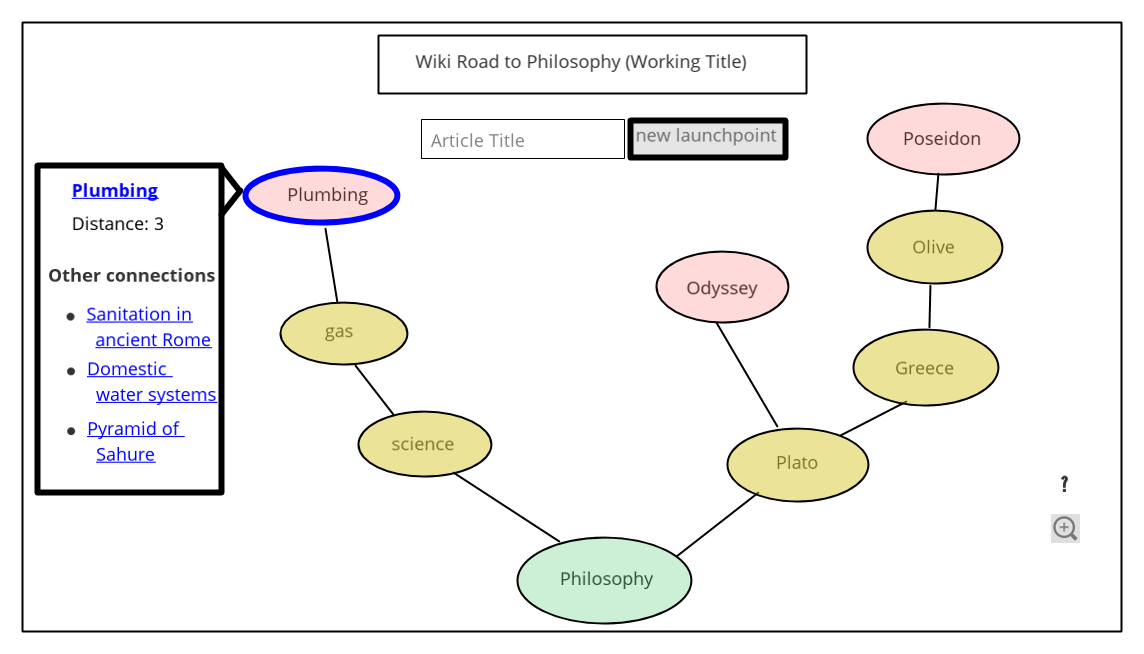 Wiki Road to Philosophy (Working Title)
Article Title
new launchpoint
Poseidon
Plumbing
Distance: 3
Other connections
Sanitation in
ancient Rome
Domestic
water systems
Pyramid of
Sahure
Plumbing
Olive
Odyssey
gas
Greece
science
Plato
?
Philosophy